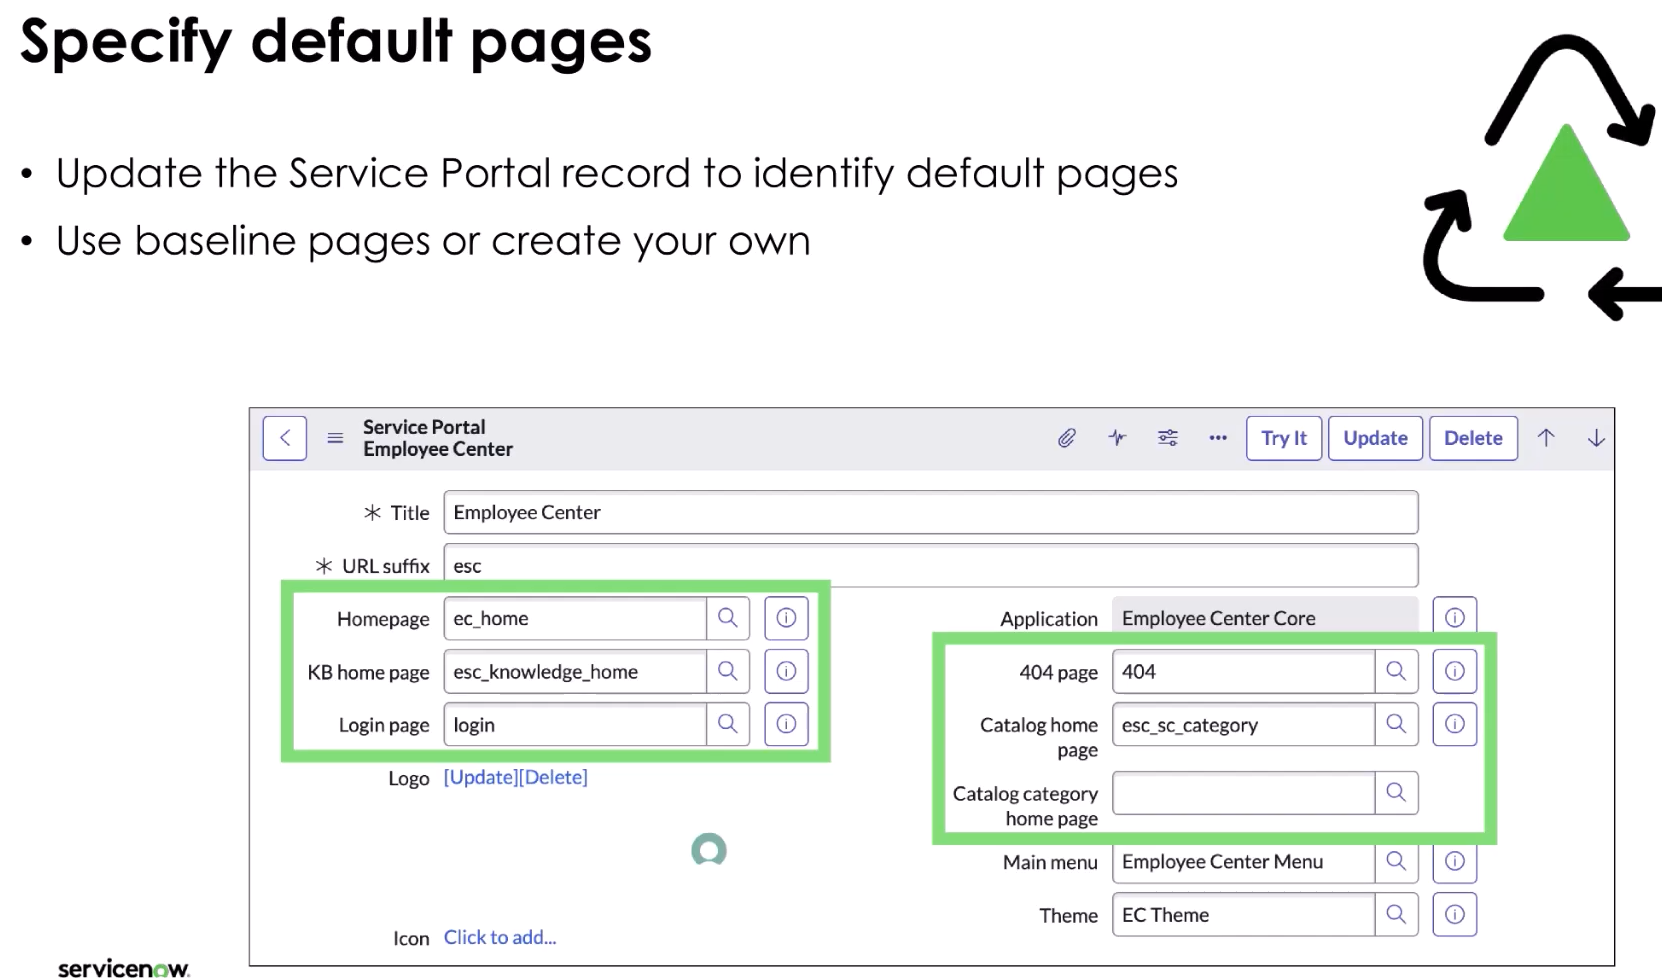 Specify default pages
• Update the Service Portal record to identify default pages
• Use baseline pages or create your own
Service Portal
Employee Center
Try It
Update
Delete
Title
Employee Center
URL suffix
esc
Homepage
ec_home
KB home page
esc_knowledge_home
Login page
login
Logo
[Update][Delete]
Icon
Click to add...
Application
Employee Center Core
404 page
404
Catalog home
page
esc_sc_category
Catalog category
home page
Main menu
Employee Center Menu
Theme
EC Theme
servicenow.